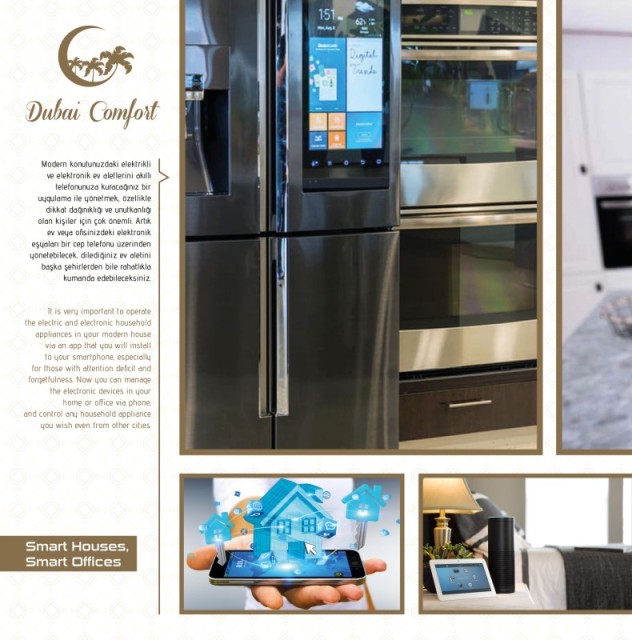 Dubai Comfort
Modern konutunuzdaki elektrikli
ve elektronik ev aletlerini akıllı
telefonunuza kuracağınız bir
uygulama ile yönetmek, özellikle
dikkat dağınıklığı ve unutkanlığı
olan kişiler için çok önemli. Artık
ev veya ofisinizdeki elektronik
eşyaları bir cep telefonu üzerinden
yönetebilecek, dilediğiniz ev aletini
başka şehirlerden bile rahatlıkla
kumanda edebileceksiniz.
It is very important to operate
the electric and electronic household
appliances in your modern house
via an app that you will install
to your smartphone, especially
for those with attention deficit and
forgetfulness. Now you can manage
the electronic devices in your
home or office via phone,
and control any household appliance
you wish even from other cities.
Smart Houses,
Smart Offices
1:51
62°
Digital
Trends